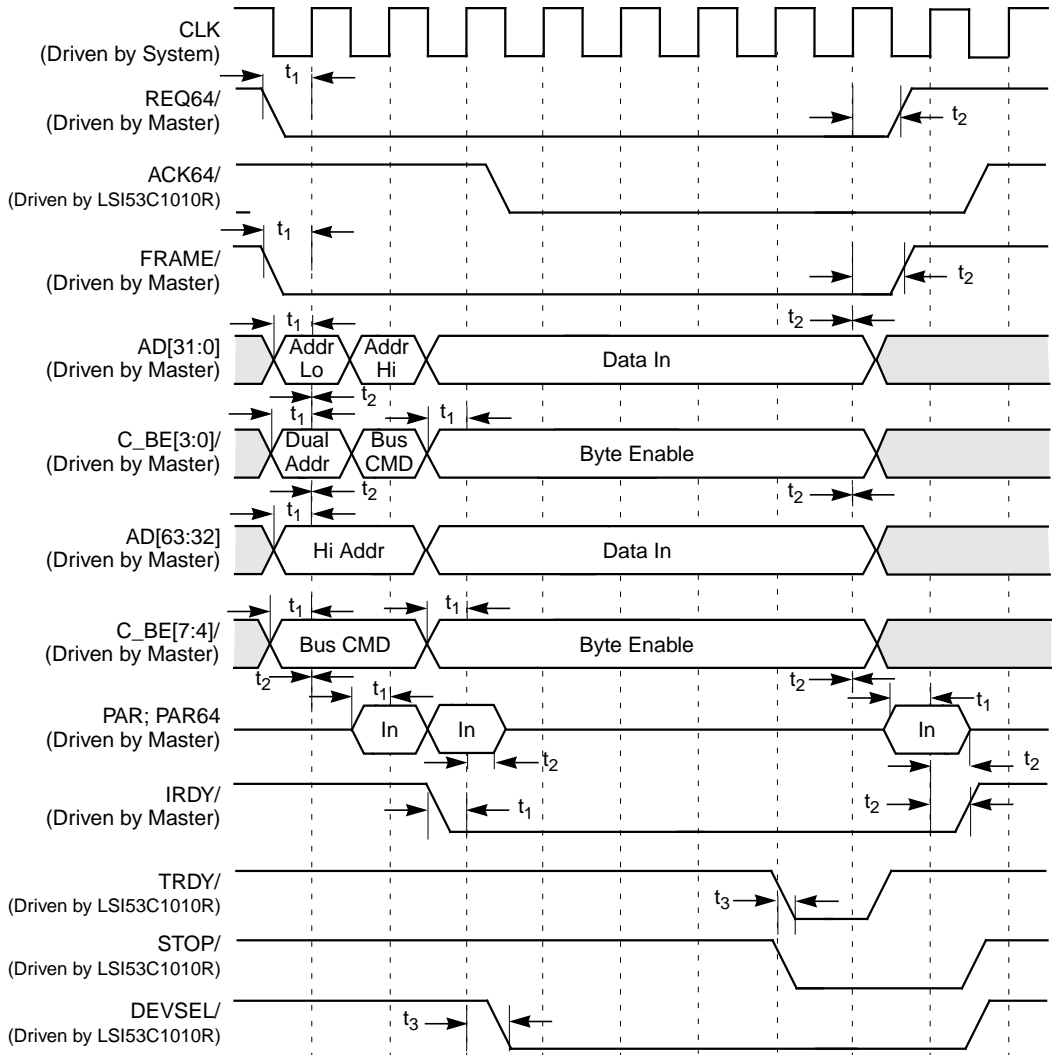 CLK
(Driven by System)
t1
REQ64/
(Driven by Master)
t2
ACK64/
(Driven by LSI53C1010R)
t1
FRAME/
(Driven by Master)
t2
t1
t2
AD[31:0]
(Driven by Master)
Addr
Lo
Addr
Hi
Data In
t2
t1
t1
C_BE[3:0]/
(Driven by Master)
Dual
Addr
Bus
CMD
Byte Enable
t2
t2
t1
AD[63:32]
(Driven by Master)
Hi Addr
Data In
t1
t1
C_BE[7:4]/
(Driven by Master)
Bus CMD
Byte Enable
t2
t2
t1
t1
PAR; PAR64
(Driven by Master)
In
In
In
t2
t2
IRDY/
(Driven by Master)
t1
t2
TRDY/
(Driven by LSI53C1010R)
t3
STOP/
(Driven by LSI53C1010R)
DEVSEL/
(Driven by LSI53C1010R)
t3